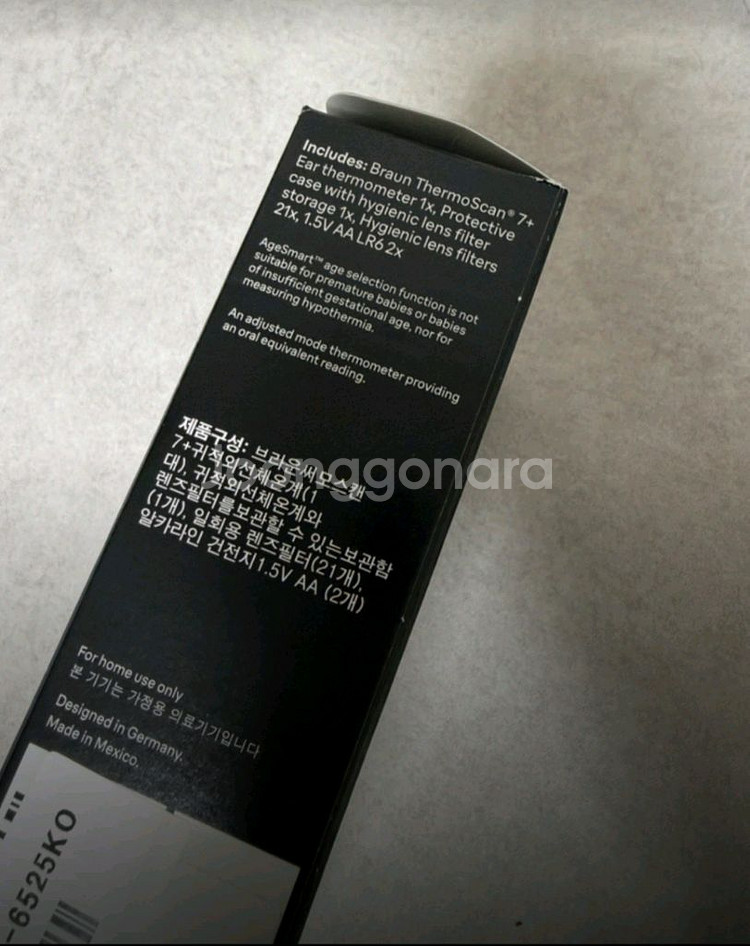 Includes: Braun ThermoScan® 7+
Ear thermometer 1x, Protective
case with hygienic lens filter
storage 1x, Hygienic lens filters
21x, 1.5V AA LR6 2x
AgeSmart™ age selection function is not
suitable for premature babies or babies
of insufficient gestational age, nor for
measuring hypothermia.
An adjusted mode thermometer providing
an oral equivalent reading.
제품구성: 브라운써모스캔
7+귀적외선체온계(1
대), 귀적외선체온계와
렌즈필터를보관할 수 있는보관함
(1개), 일회용 렌즈필터(21개),
알카라인 건전지1.5V AA (2개)
Joonggonara
For home use only
본 기기는 가정용 의료기기입니다
Designed in Germany.
Made in Mexico.
-6525KO